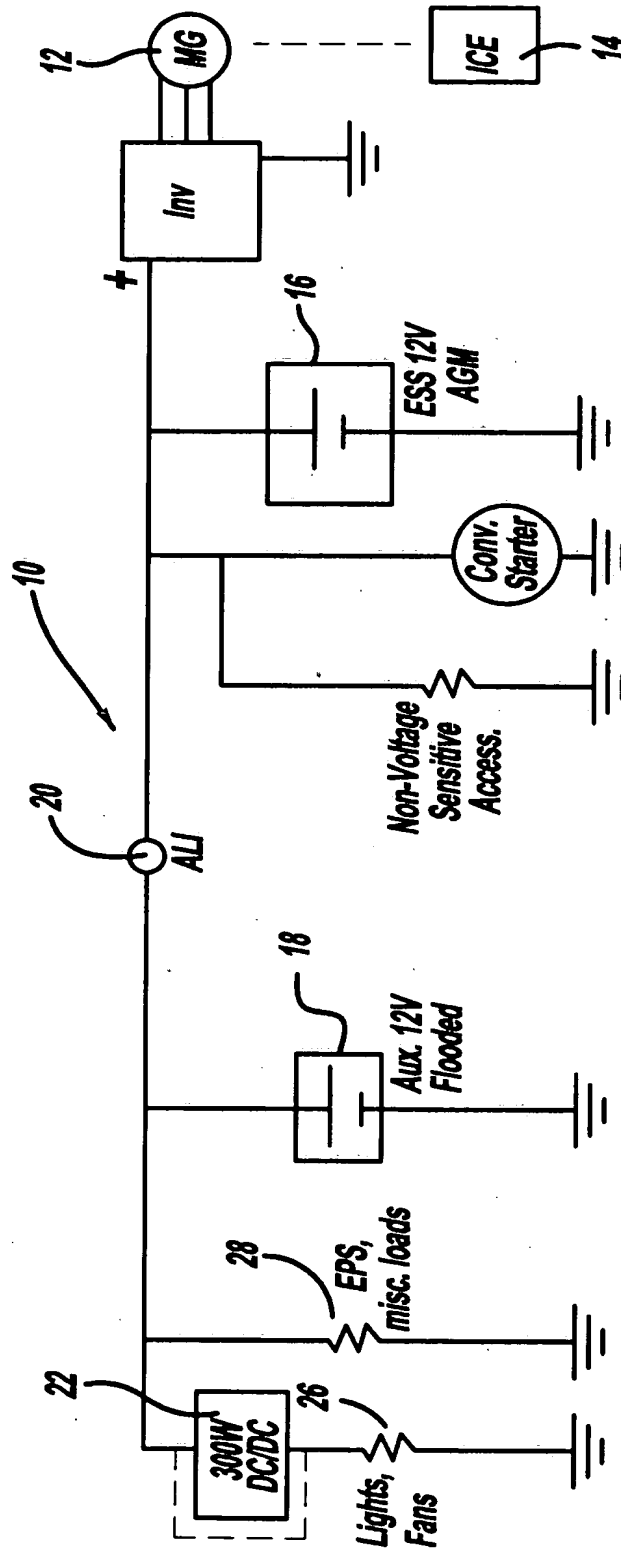 10
20
ALI
22
300W
DC/DC
26
Lights,
Fans
28
EPS,
misc. loads
18
Aux. 12V
Flooded
Non-Voltage
Sensitive
Access.
Conv.
Starter
16
ESS 12V
AGM
+
Inv
12
MG
ICE
14